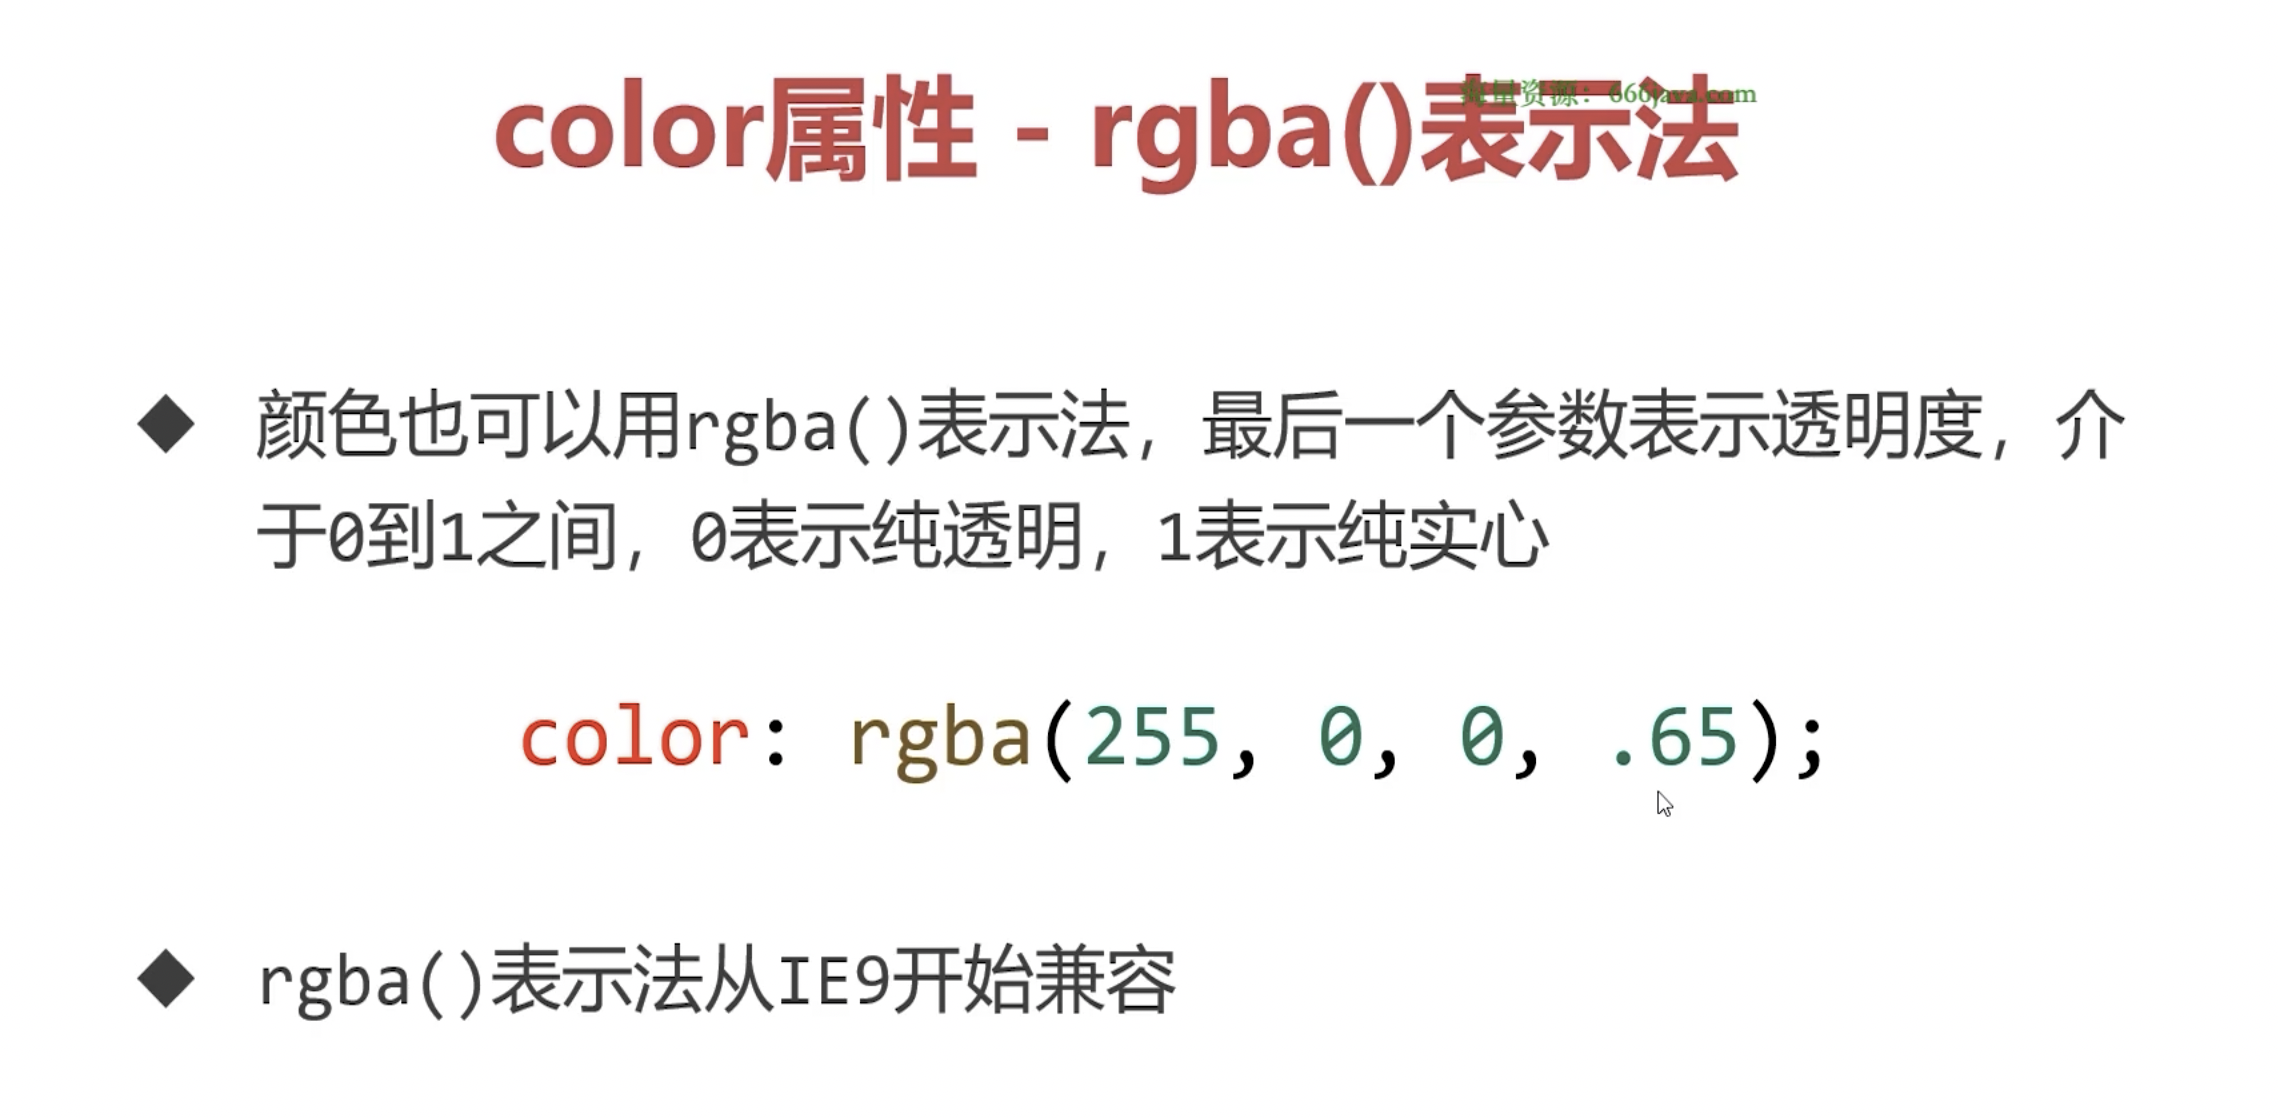 color属性 - rgba()表示法
资源：666java.com
◆ 颜色也可以用rgba()表示法，最后一个参数表示透明度，介
于0到1之间，0表示纯透明，1表示纯实心
color: rgba(255, 0, 0, .65);
◆ rgba()表示法从IE9开始兼容